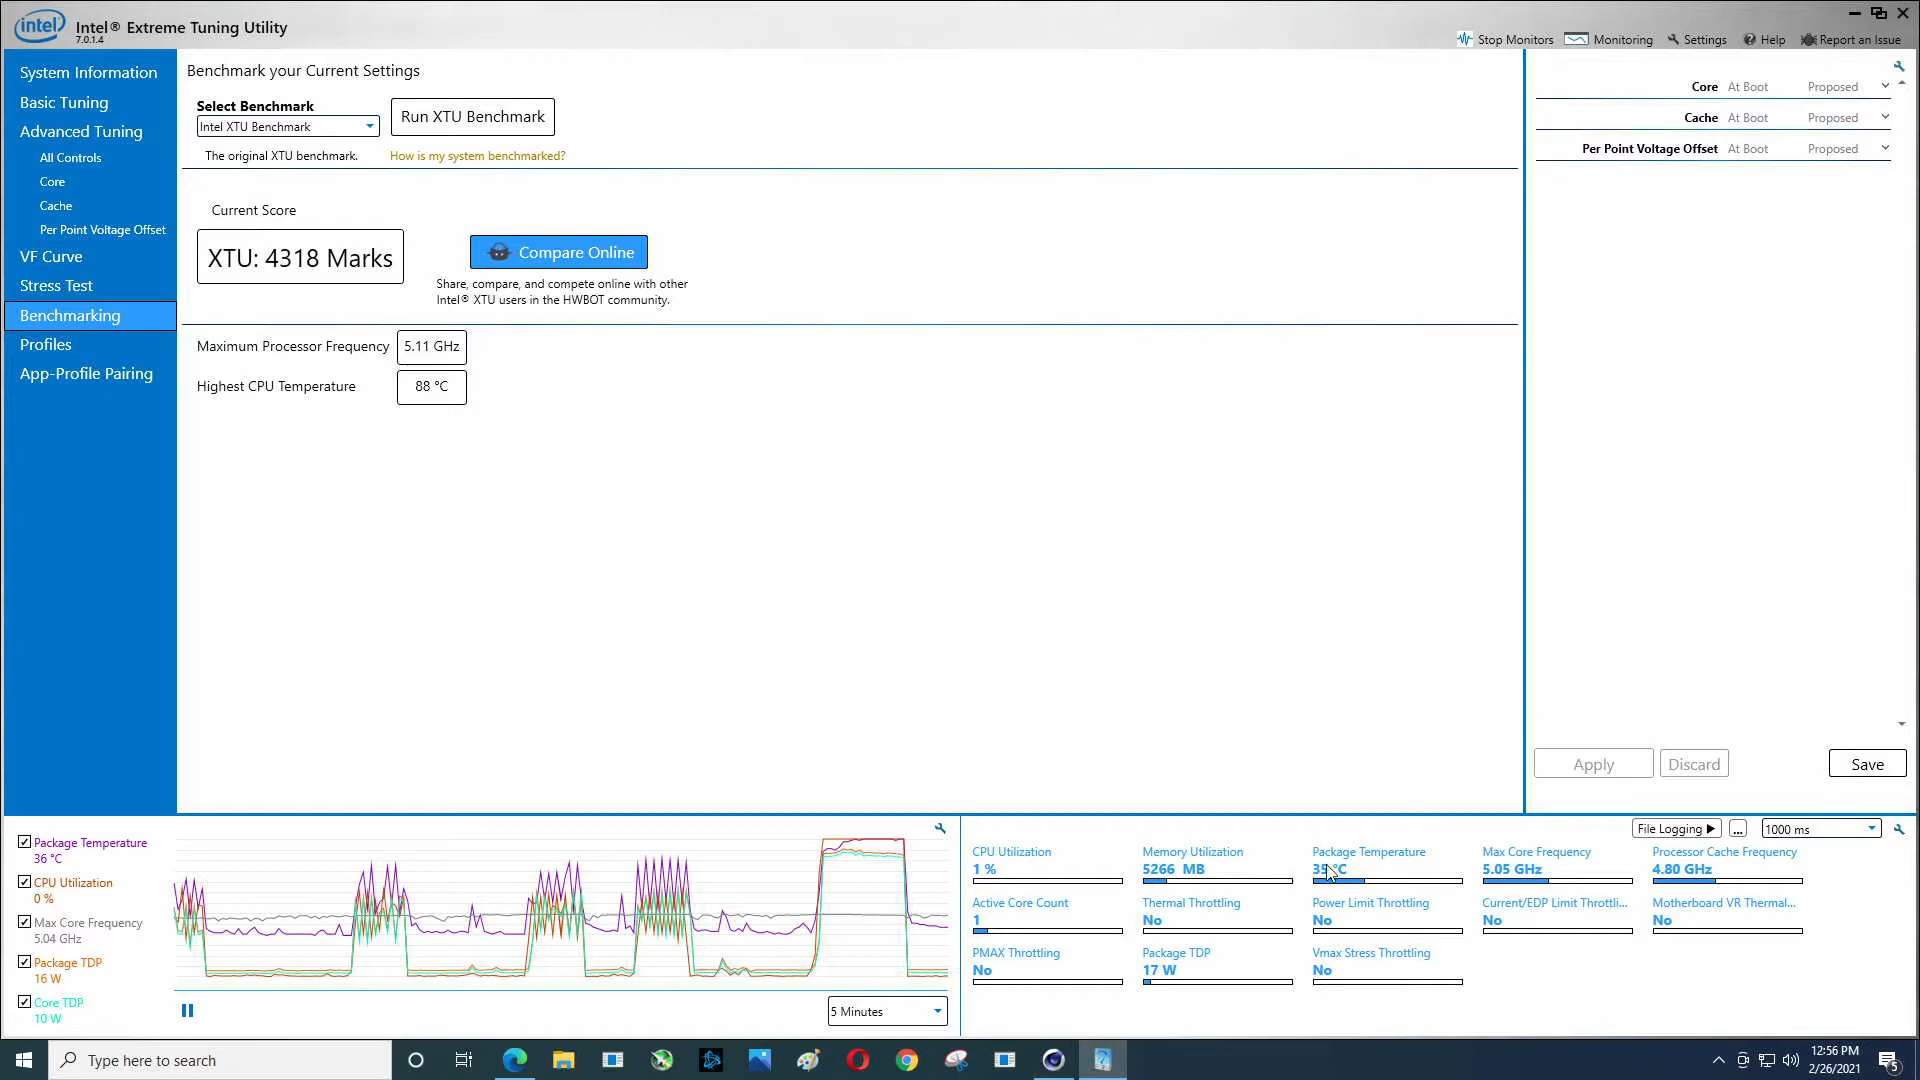 intel
Intel® Extreme Tuning Utility
7.0.1.4
Stop Monitors
Monitoring
Settings
Help
Report an Issue
System Information
Basic Tuning
Advanced Tuning
All Controls
Core
Cache
Per Point Voltage Offset
VF Curve
Stress Test
Benchmarking
Profiles
App-Profile Pairing
Benchmark your Current Settings
Select Benchmark
Intel XTU Benchmark
Run XTU Benchmark
The original XTU benchmark.
How is my system benchmarked?
Current Score
XTU: 4318 Marks
Compare Online
Share, compare, and compete online with other
Intel® XTU users in the HWBOT community.
Maximum Processor Frequency
5.11 GHz
Highest CPU Temperature
88 °C
Core At Boot Proposed
Cache At Boot Proposed
Per Point Voltage Offset At Boot Proposed
Apply
Discard
Save
Package Temperature
36 °C
CPU Utilization
0 %
Max Core Frequency
5.04 GHz
Package TDP
16 W
Core TDP
10 W
5 Minutes
File Logging
...
1000 ms
CPU Utilization
1 %
Memory Utilization
5266 MB
Package Temperature
Max Core Frequency
5.05 GHz
Processor Cache Frequency
4.80 GHz
Active Core Count
1
Thermal Throttling
No
Power Limit Throttling
No
Current/EDP Limit Throttli...
No
Motherboard VR Thermal...
No
PMAX Throttling
No
Package TDP
17 W
Vmax Stress Throttling
No
Type here to search
12:56 PM
2/26/2021
5